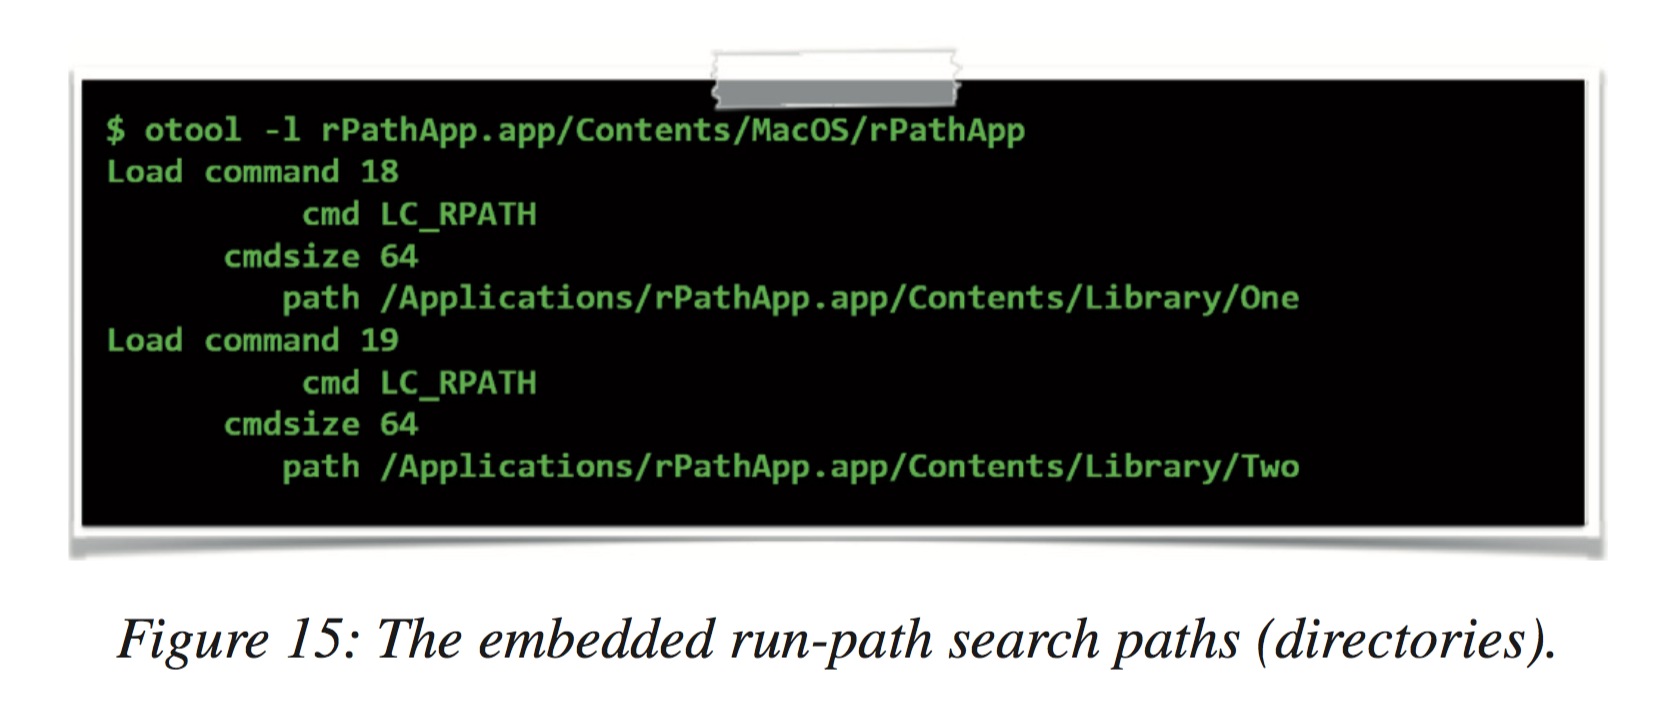 $ otool -l rPathApp.app/Contents/MacOS/rPathApp
Load command 18
          cmd LC_RPATH
      cmdsize 64
         path /Applications/rPathApp.app/Contents/Library/One
Load command 19
          cmd LC_RPATH
      cmdsize 64
         path /Applications/rPathApp.app/Contents/Library/Two
Figure 15: The embedded run-path search paths (directories).